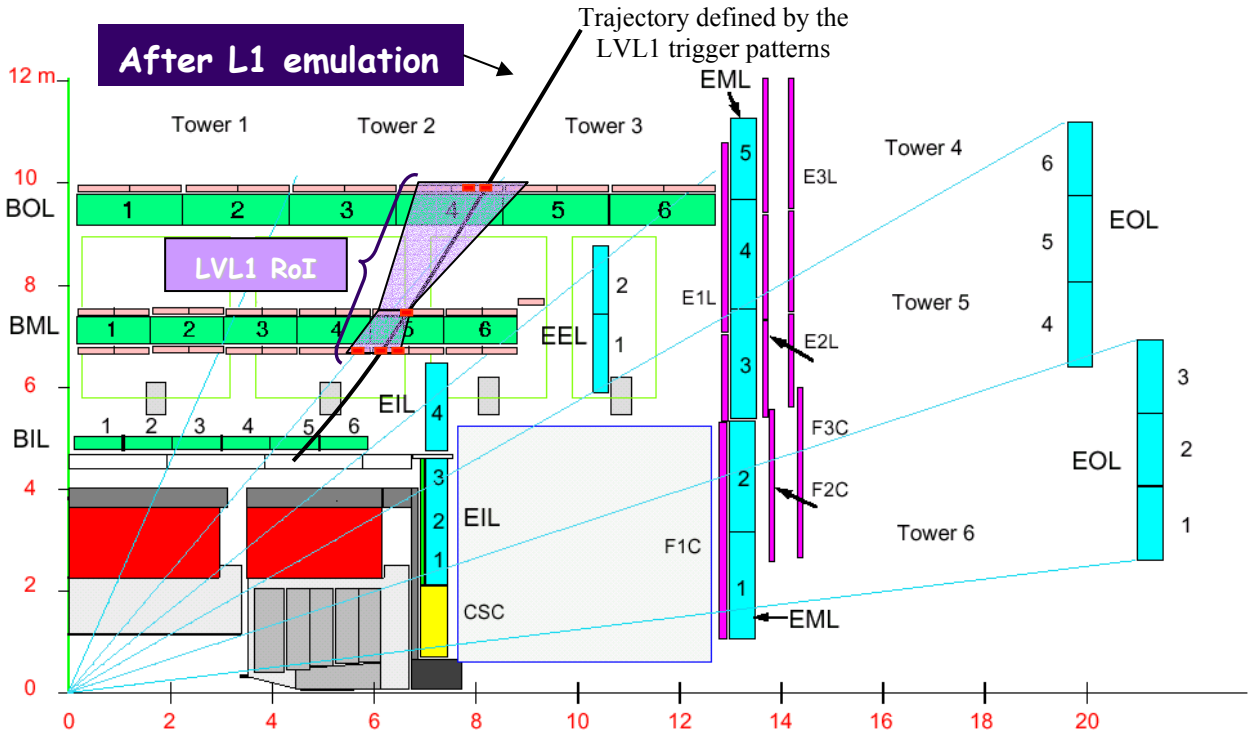 Trajectory defined by the
LVL1 trigger patterns
After L1 emulation
12 m
EML
Tower 1
Tower 2
Tower 3
5
Tower 4
6
E3L
10
BOL
1
2
3
4
5
6
EOL
5
4
LVL1 RoI
8
2
E1L
Tower 5
4
BML
1
2
3
4
5
6
EEL
1
E2L
3
3
6
EIL
4
1
2
3
4
5
6
BIL
F3C
2
EOL
4
3
2
F2C
EIL
2
Tower 6
1
F1C
1
2
1
CSC
EML
0
0
2
4
6
8
10
12
14
16
18
20